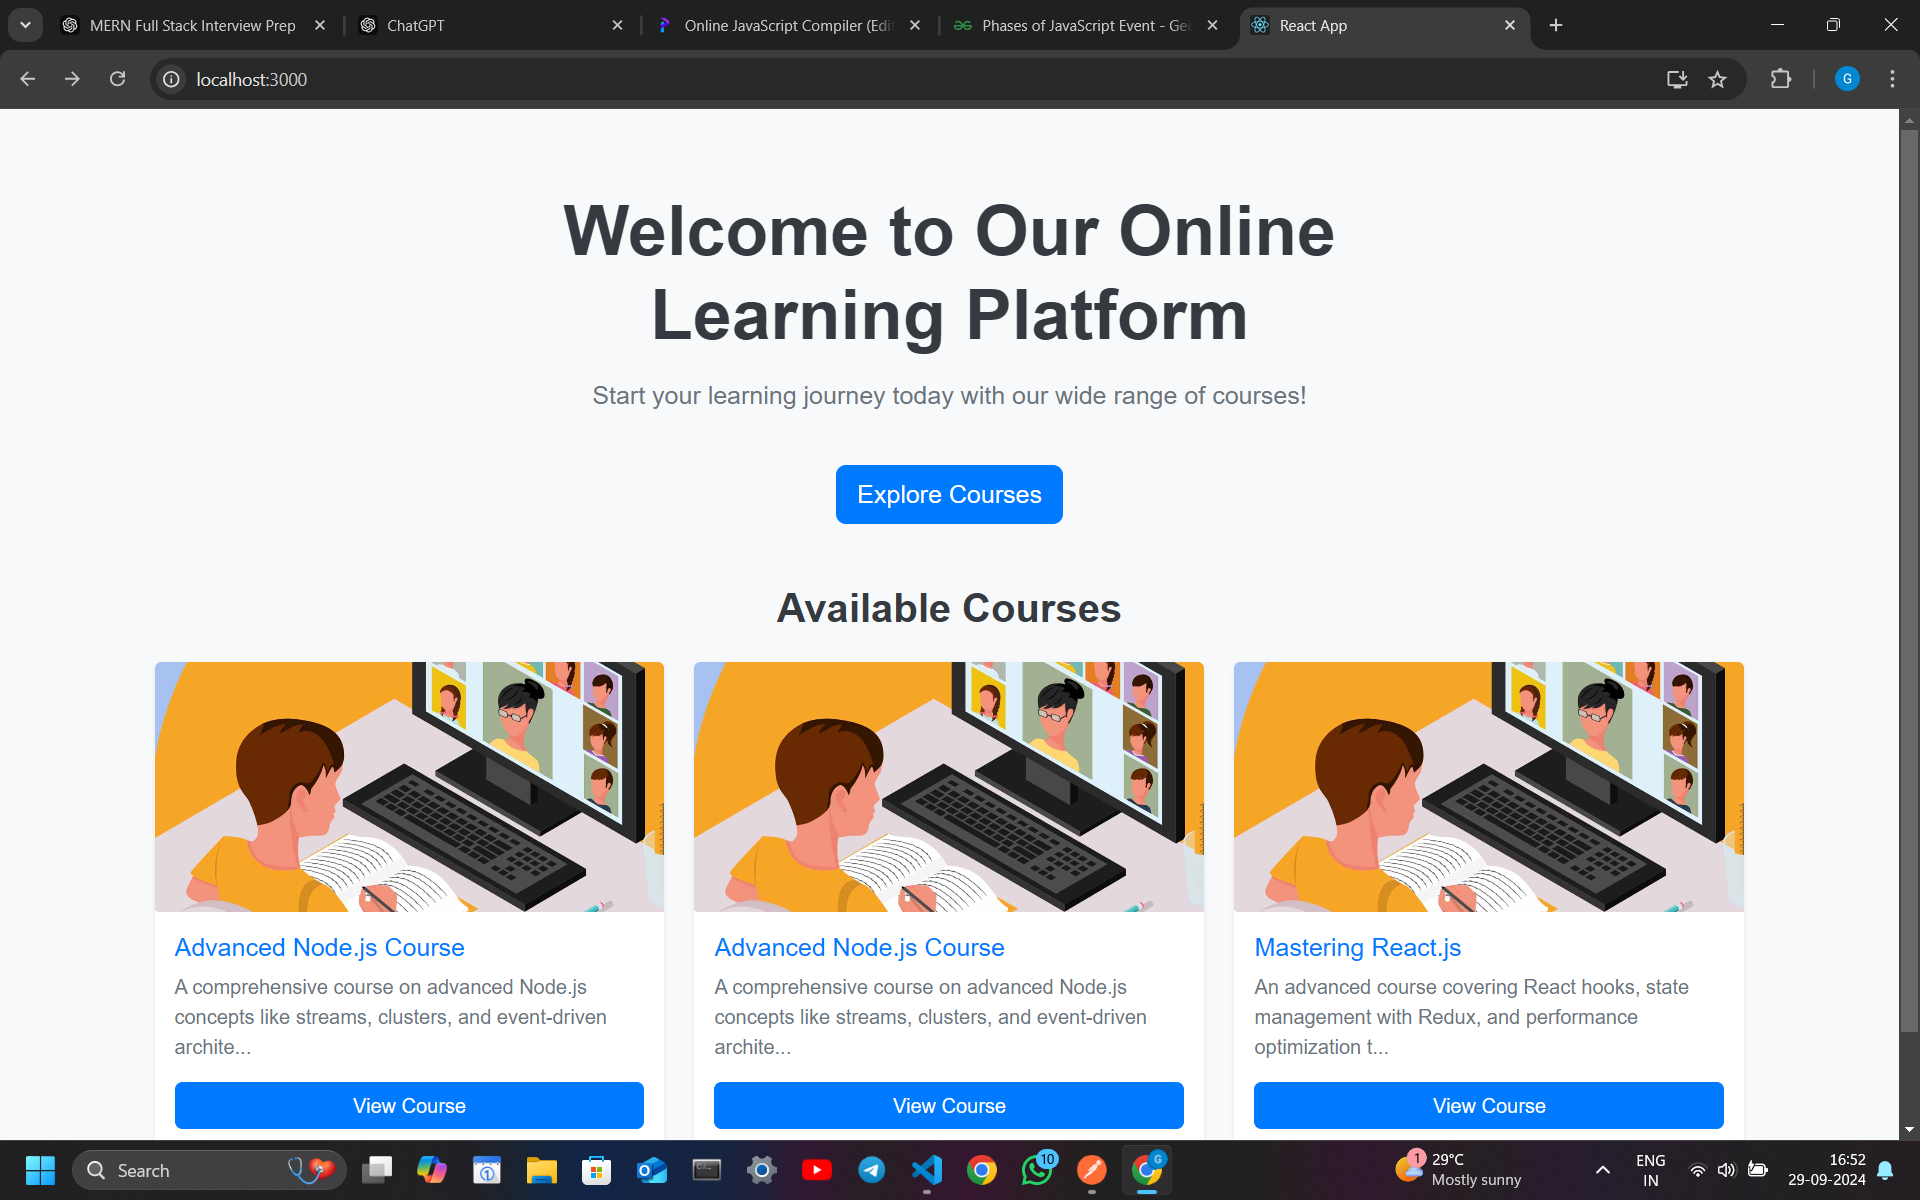 MERN Full Stack Interview Prep
ChatGPT
Online JavaScript Compiler (Edi
Phases of JavaScript Event - Ge
React App
localhost:3000
G
Welcome to Our Online
Learning Platform
Start your learning journey today with our wide range of courses!
Explore Courses
Available Courses
Advanced Node.js Course
A comprehensive course on advanced Node.js
concepts like streams, clusters, and event-driven
archite...
View Course
Advanced Node.js Course
A comprehensive course on advanced Node.js
concepts like streams, clusters, and event-driven
archite...
View Course
Mastering React.js
An advanced course covering React hooks, state
management with Redux, and performance
optimization t...
View Course
Search
10
G
1
29°C
Mostly sunny
ENG
IN
16:52
29-09-2024